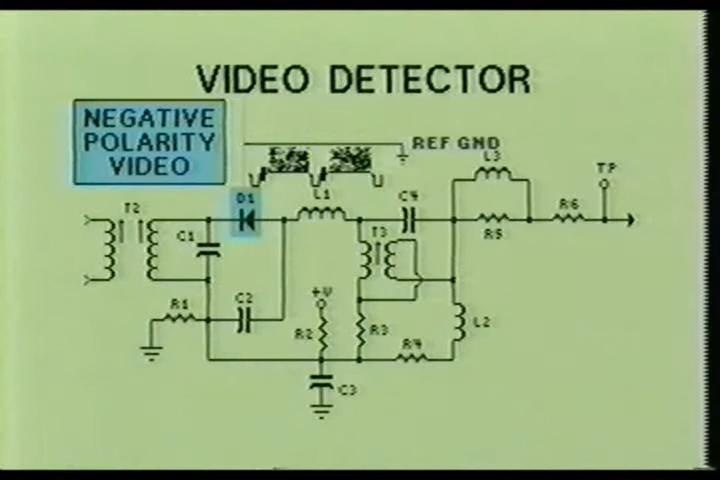 VIDEO DETECTOR
NEGATIVE
POLARITY
VIDEO
REF GND
L3
TP
D1
L1
C4
T2
C1
T3
R5
R6
R1
C2
+V
R2
R3
R4
L2
C3